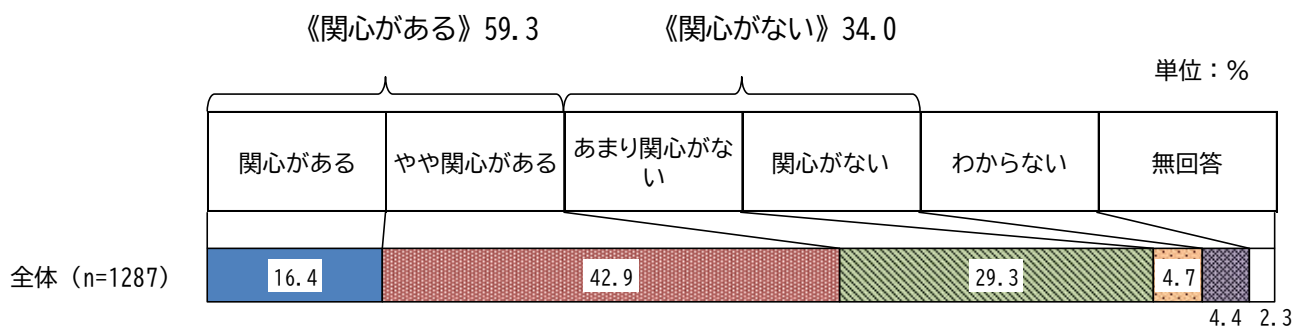 《関心がある》59.3
《関心がない》34.0
単位：％
関心がある
やや関心がある
あまり関心がな
い
関心がない
わからない
無回答
全体（n=1287）
16.4
42.9
29.3
4.7
4.4
2.3